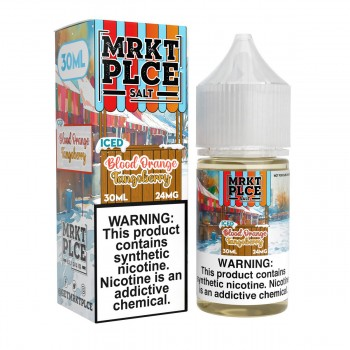 30ML
MRKT
PLCE
SALT
ICED
Blood Orange
Tangoberry
30ML 24MG
WARNING:
This product
contains
synthetic
nicotine.
Nicotine is an
addictive
chemical.
ICED
Blood Orange
Tangoberry
MRKT
PLCE
MRKT
PLCE
SALT
ICED
Blood Orange
Tangoberry
30ML 24MG
WARNING:
This product contains
synthetic nicotine.
Nicotine is an
addictive chemical.